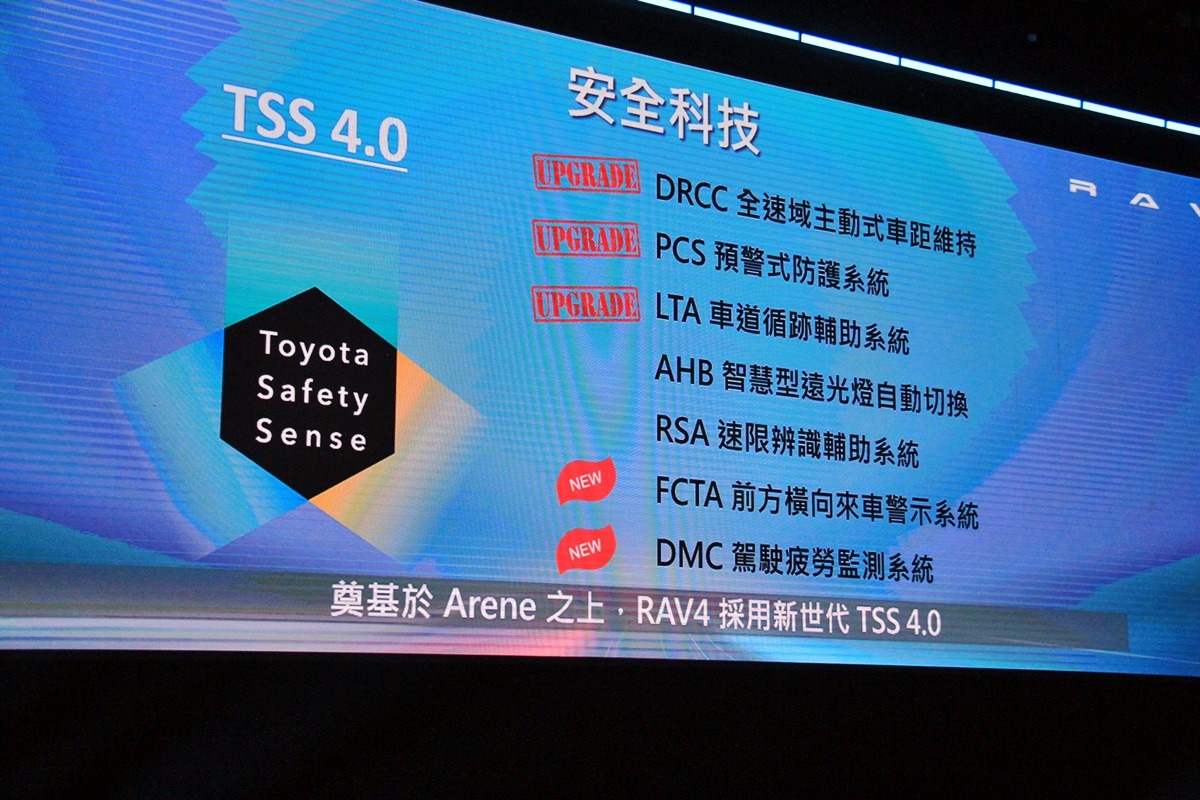 TSS 4.0
Toyota
Safety
Sense
安全科技
UPGRADE DRCC 全速域主動式車距維持
UPGRADE PCS 預警式防護系統
UPGRADE LTA 車道循跡輔助系統
AHB 智慧型遠光燈自動切換
RSA 速限辨識輔助系統
NEW FCTA 前方橫向來車警示系統
NEW DMC 駕駛疲勞監測系統
奠基於 Arene 之上，RAV4 採用新世代 TSS 4.0
R A V